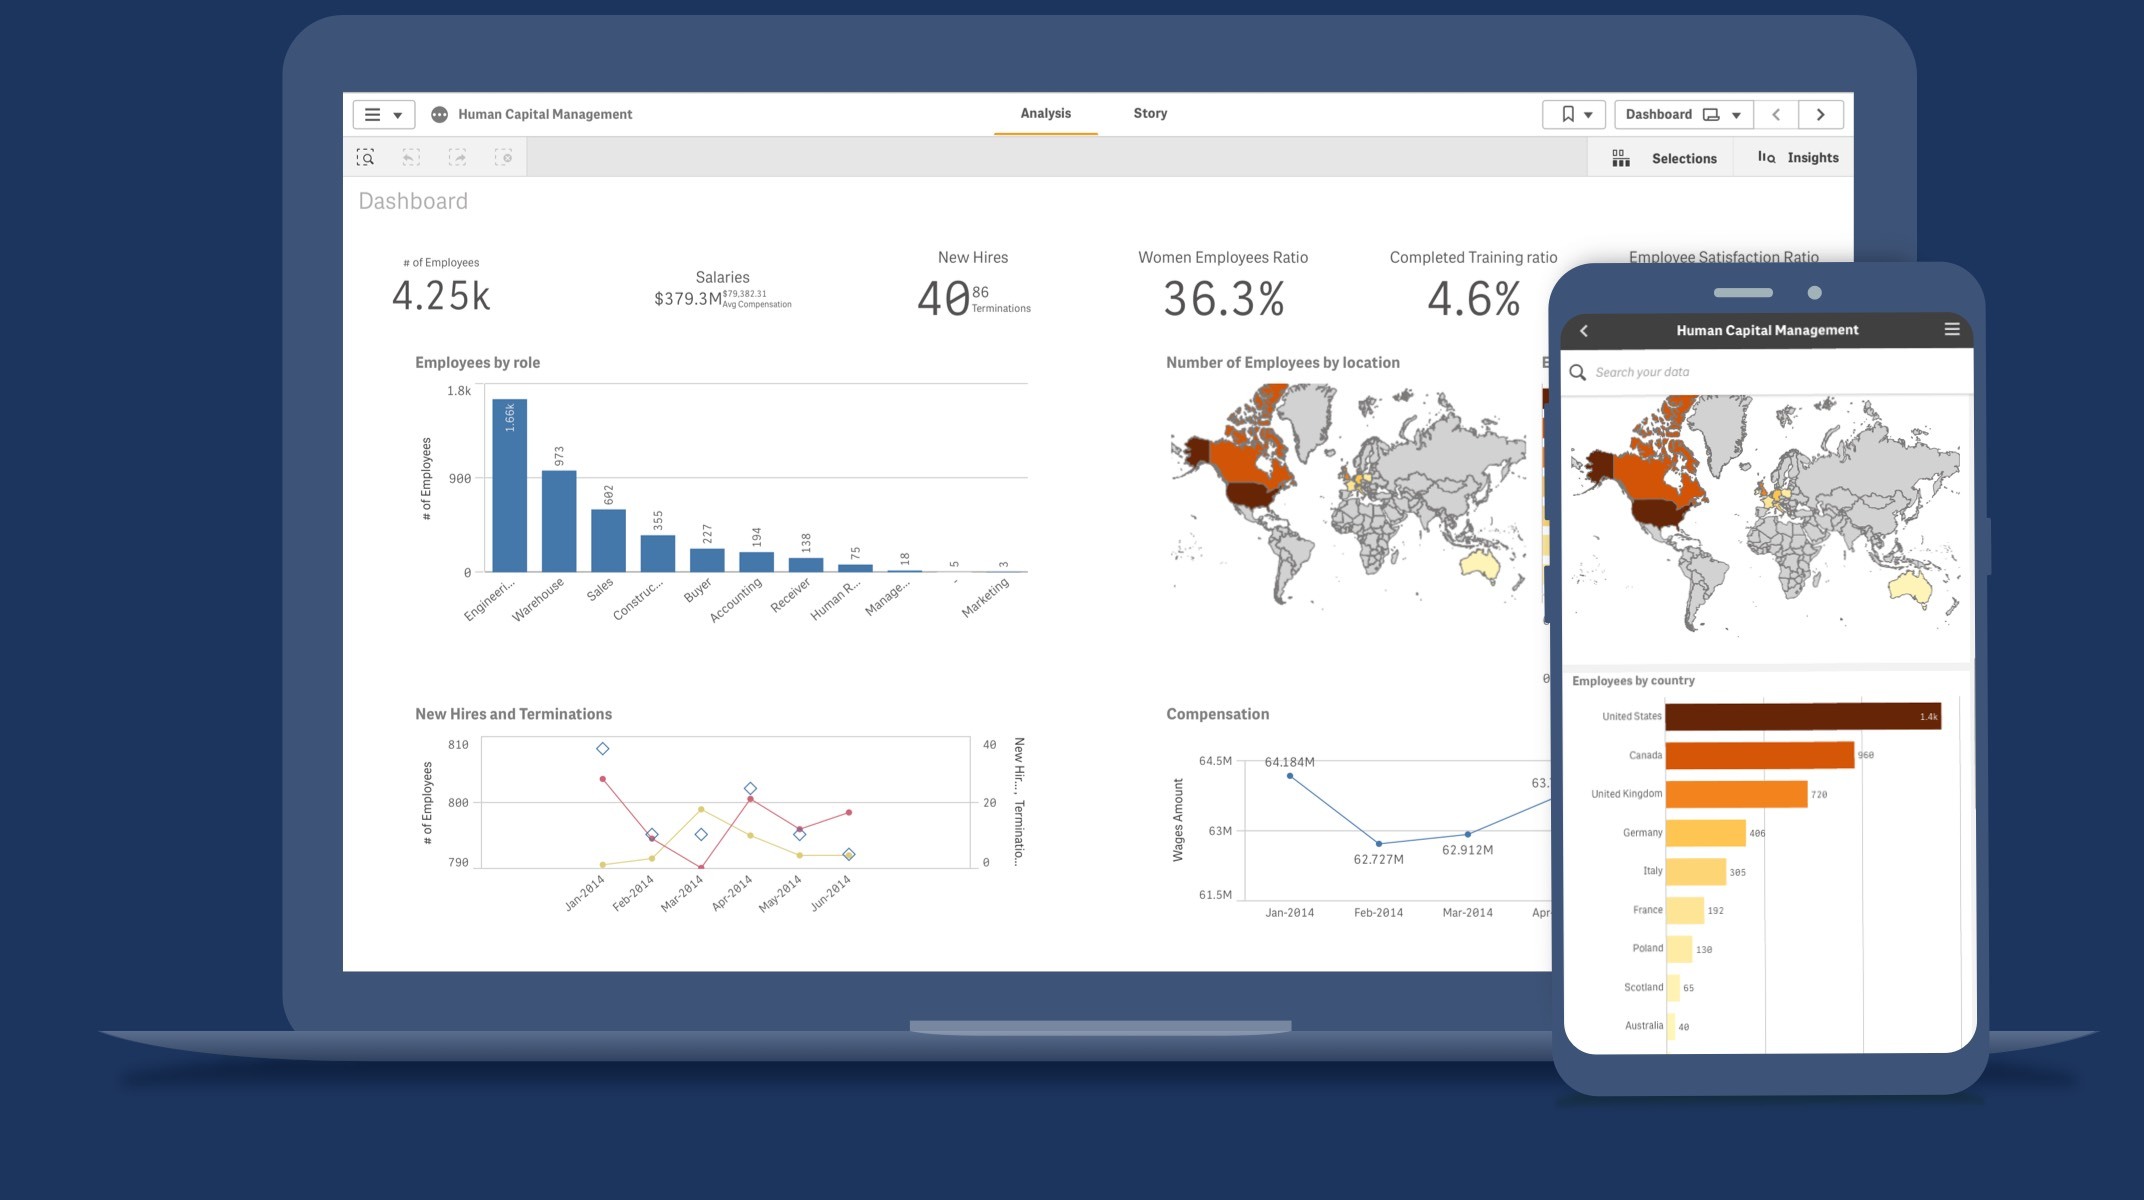 Human Capital Management
Analysis
Story
Dashboard
Selections
Insights
Dashboard
# of Employees
4.25k
Salaries
$379.3M
$79,382.31
Avg Compensation
New Hires
40
86
Terminations
Women Employees Ratio
36.3%
Completed Training ratio
4.6%
Employee Satisfaction Ratio
Employees by role
# of Employees
1.8k
900
0
1.66k
973
602
355
227
194
138
75
18
5
3
Engineeri...
Warehouse
Sales
Construc...
Buyer
Accounting
Receiver
Human R...
Manage...
-
Marketing
Number of Employees by location
New Hires and Terminations
# of Employees
810
800
790
40
20
0
New Hir..., Terminatio...
Jan-2014
Feb-2014
Mar-2014
Apr-2014
May-2014
Jun-2014
Compensation
Wages Amount
64.5M
63M
61.5M
64.184M
62.727M
62.912M
63.
Jan-2014
Feb-2014
Mar-2014
Apr-
Human Capital Management
Search your data
Employees by country
United States 1.4k
Canada 960
United Kingdom 720
Germany 406
Italy 305
France 192
Poland 130
Scotland 65
Australia 40